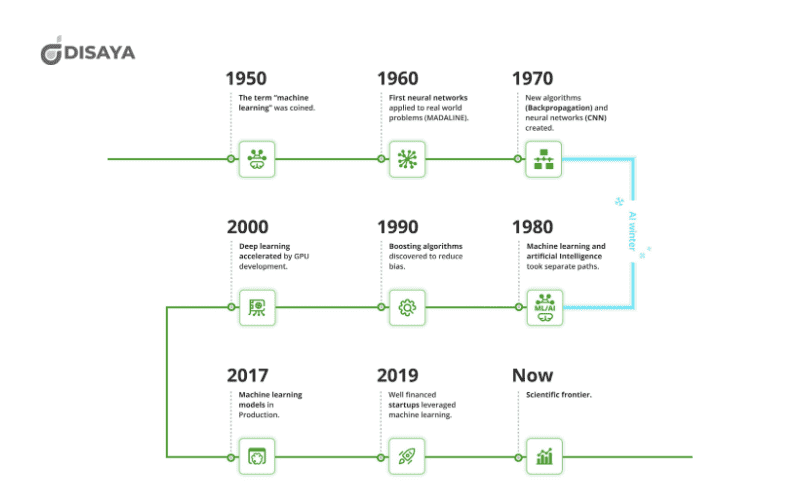 DISAYA
1950
The term “machine
learning” was coined.
1960
First neural networks
applied to real world
problems (MADALINE).
1970
New algorithms
(Backpropagation) and
neural networks (CNN)
created.
AI winter
1980
Machine learning and
artificial Intelligence
took separate paths.
ML/AI
1990
Boosting algorithms
discovered to reduce
bias.
2000
Deep learning
accelerated by GPU
development.
2017
Machine learning
models in
Production.
2019
Well financed
startups leveraged
machine learning.
Now
Scientific frontier.